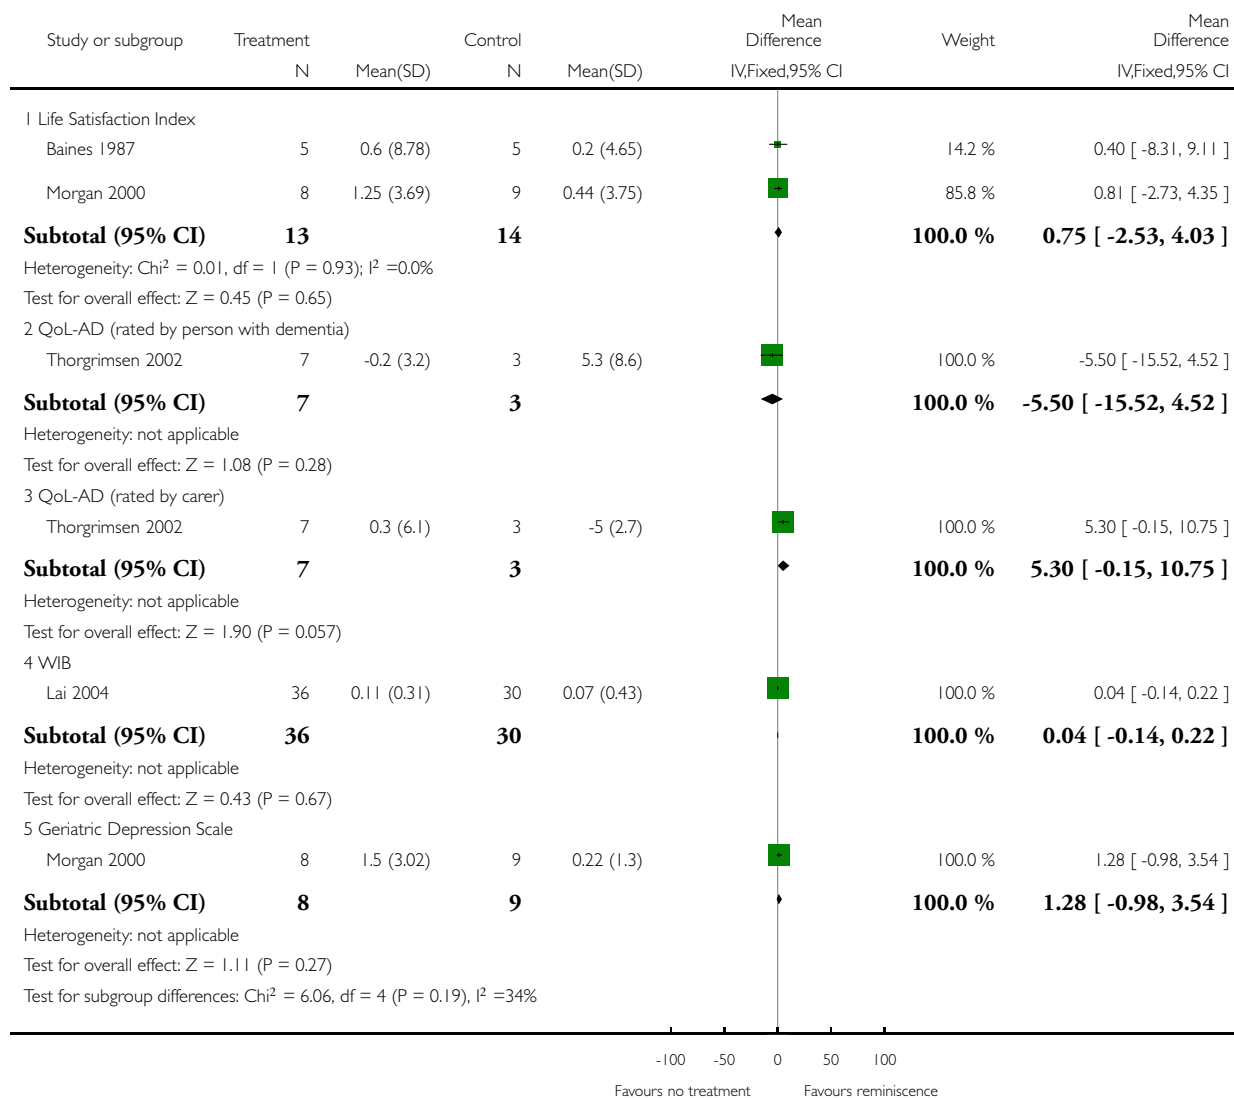 Study or subgroup Treatment Control Mean Difference Weight Mean Difference
N Mean(SD) N Mean(SD) IV,Fixed,95% CI IV,Fixed,95% CI
1 Life Satisfaction Index
Baines 1987 5 0.6 (8.78) 5 0.2 (4.65) 14.2 % 0.40 [ -8.31, 9.11 ]
Morgan 2000 8 1.25 (3.69) 9 0.44 (3.75) 85.8 % 0.81 [ -2.73, 4.35 ]
Subtotal (95% CI) 13 14 100.0 % 0.75 [ -2.53, 4.03 ]
Heterogeneity: Chi² = 0.01, df = 1 (P = 0.93); I² =0.0%
Test for overall effect: Z = 0.45 (P = 0.65)
2 QoL-AD (rated by person with dementia)
Thorgrimsen 2002 7 -0.2 (3.2) 3 5.3 (8.6) 100.0 % -5.50 [ -15.52, 4.52 ]
Subtotal (95% CI) 7 3 100.0 % -5.50 [ -15.52, 4.52 ]
Heterogeneity: not applicable
Test for overall effect: Z = 1.08 (P = 0.28)
3 QoL-AD (rated by carer)
Thorgrimsen 2002 7 0.3 (6.1) 3 -5 (2.7) 100.0 % 5.30 [ -0.15, 10.75 ]
Subtotal (95% CI) 7 3 100.0 % 5.30 [ -0.15, 10.75 ]
Heterogeneity: not applicable
Test for overall effect: Z = 1.90 (P = 0.057)
4 WIB
Lai 2004 36 0.11 (0.31) 30 0.07 (0.43) 100.0 % 0.04 [ -0.14, 0.22 ]
Subtotal (95% CI) 36 30 100.0 % 0.04 [ -0.14, 0.22 ]
Heterogeneity: not applicable
Test for overall effect: Z = 0.43 (P = 0.67)
5 Geriatric Depression Scale
Morgan 2000 8 1.5 (3.02) 9 0.22 (1.3) 100.0 % 1.28 [ -0.98, 3.54 ]
Subtotal (95% CI) 8 9 100.0 % 1.28 [ -0.98, 3.54 ]
Heterogeneity: not applicable
Test for overall effect: Z = 1.11 (P = 0.27)
Test for subgroup differences: Chi² = 6.06, df = 4 (P = 0.19), I² =34%
-100 -50 0 50 100
Favours no treatment Favours reminiscence